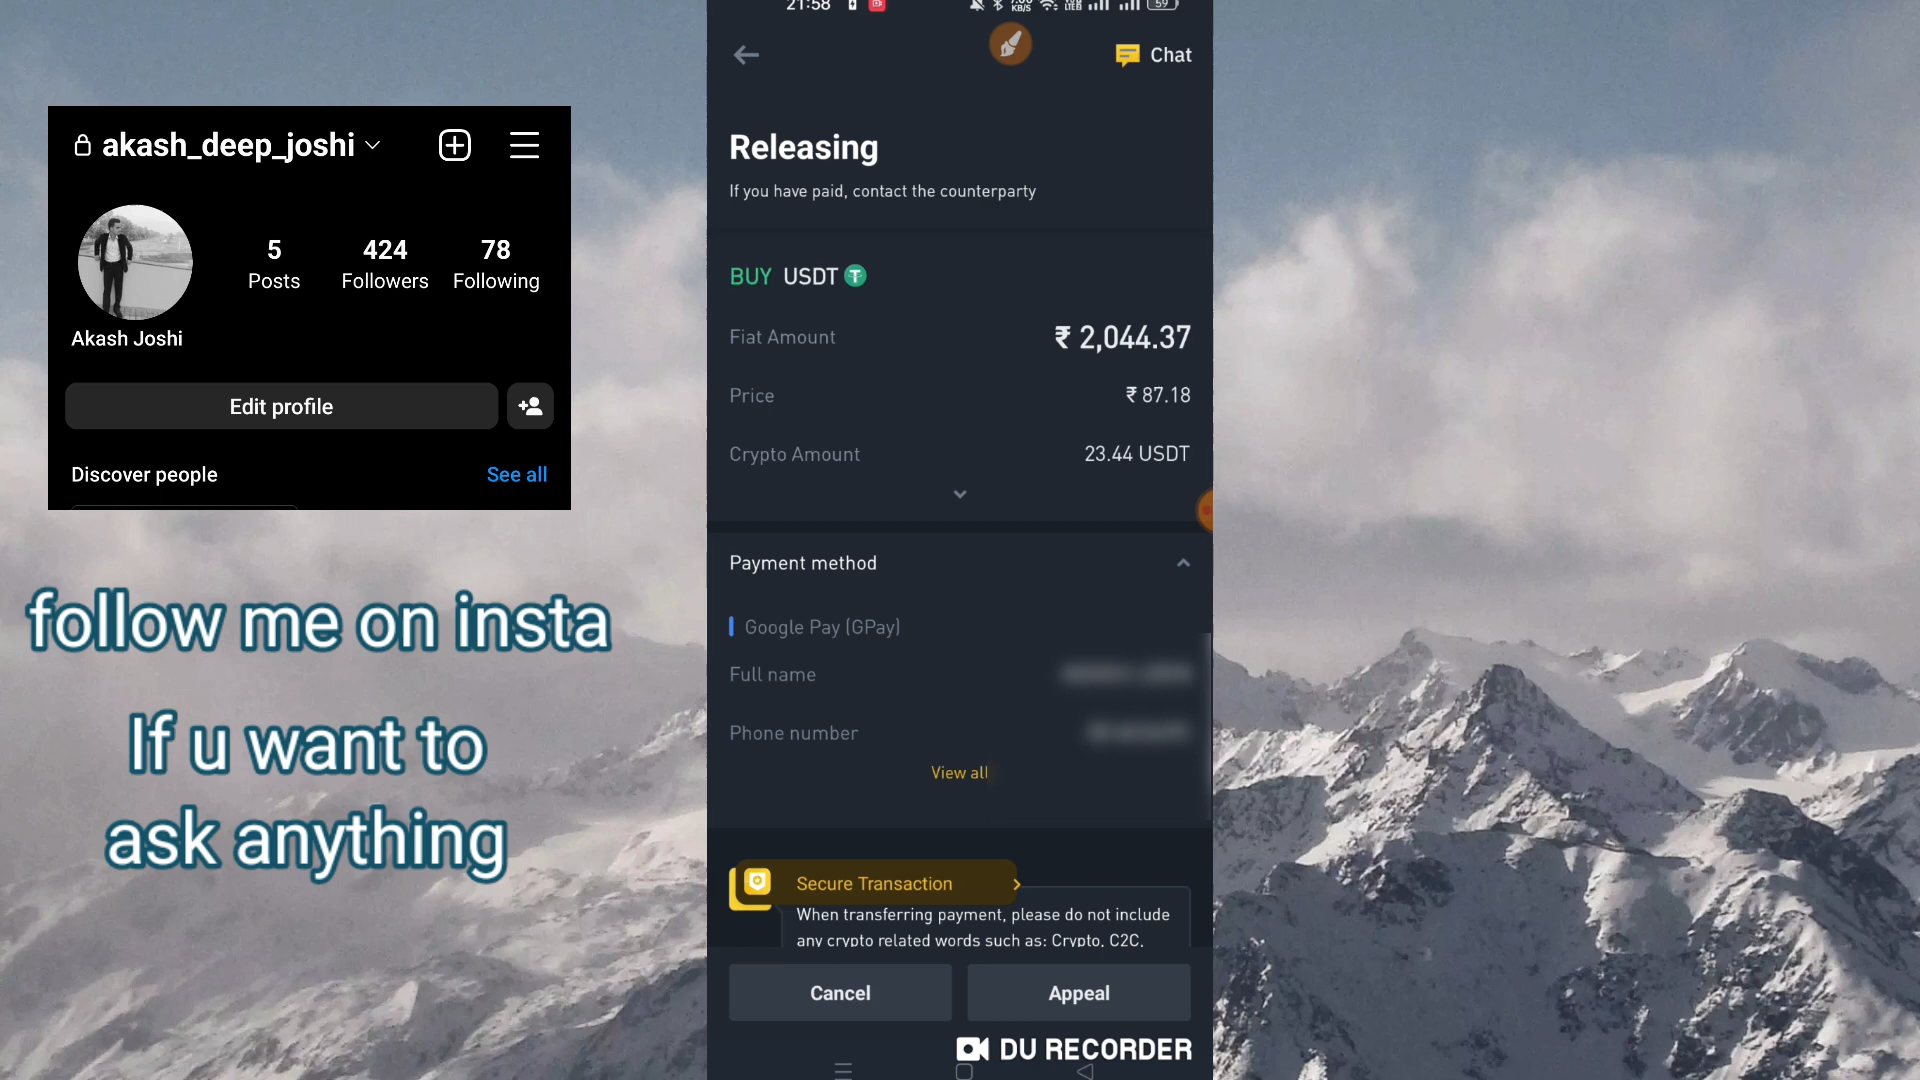 akash_deep_joshi
5 424 78
Posts Followers Following
Akash Joshi
Edit profile
Discover people See all
follow me on insta
If u want to
ask anything
21:58
KB/S 59
Chat
Releasing
If you have paid, contact the counterparty
BUY USDT
Fiat Amount ₹ 2,044.37
Price ₹ 87.18
Crypto Amount 23.44 USDT
Payment method
Google Pay (GPay)
Full name
Phone number
View all
Secure Transaction
When transferring payment, please do not include
any crypto related words such as: Crypto, C2C,
Cancel Appeal
DU RECORDER